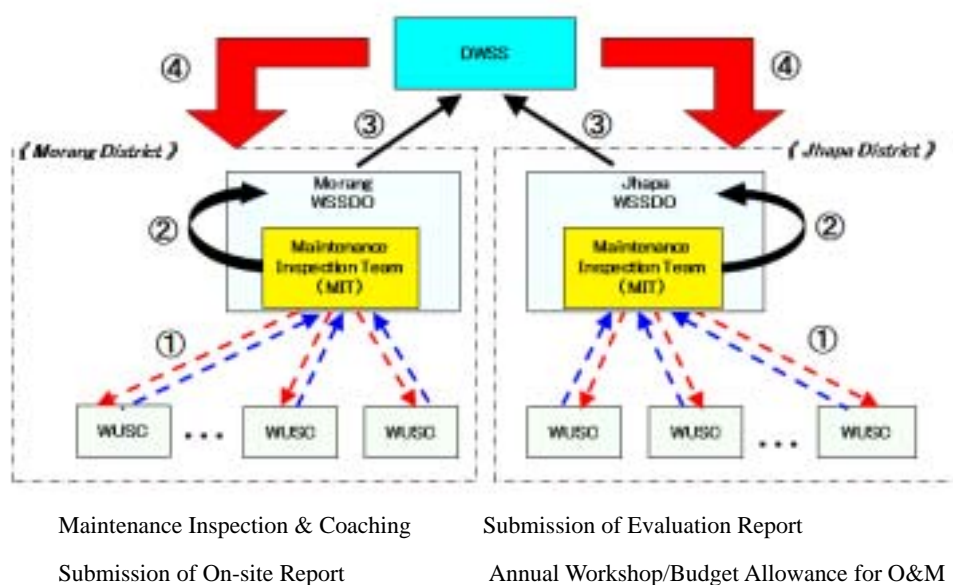 DWSS
④
④
③
③
《 Morang District 》
《 Jhapa District 》
Morang
WSSDO
Jhapa
WSSDO
②
②
Maintenance
Inspection Team
(MIT)
Maintenance
Inspection Team
(MIT)
①
①
WUSC
• • •
WUSC
WUSC
WUSC
WUSC
• • •
WUSC
Maintenance Inspection & Coaching
Submission of Evaluation Report
Submission of On-site Report
Annual Workshop/Budget Allowance for O&M